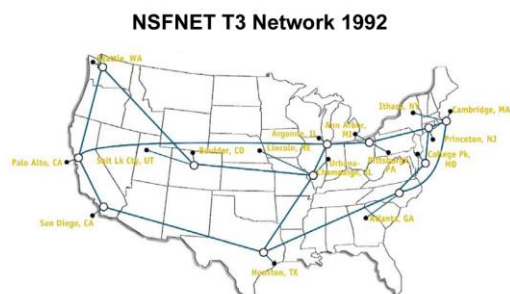 NSFNET T3 Network 1992
Seattle, WA
Ithaca, NY
Cambridge, MA
Ann Arbor,
MI
Argonne, IL
Princeton, NJ
Palo Alto, CA
Salt Lk City, UT
Boulder, CO
Lincoln, NE
Urbana-
Champaign, IL
Pittsburgh,
PA
College Pk,
MD
San Diego, CA
Atlanta, GA
Houston, TX